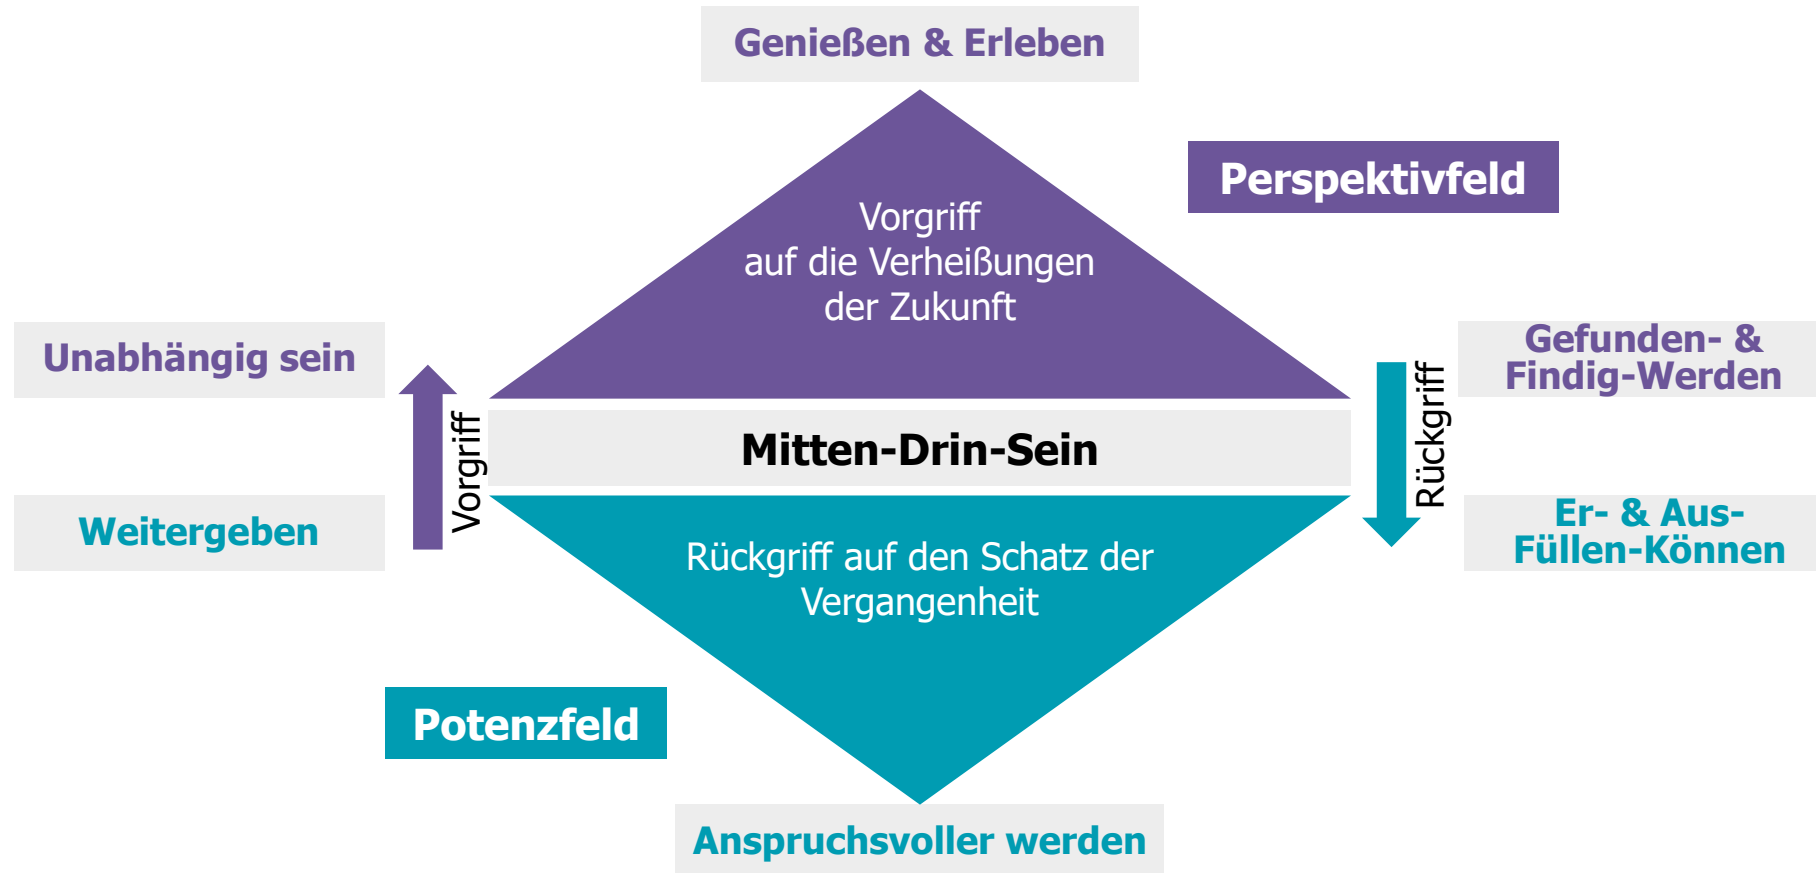 Genießen & Erleben
Perspektivfeld
Vorgriff
auf die Verheißungen
der Zukunft
Unabhängig sein
Gefunden- &
Findig-Werden
Vorgriff
Mitten-Drin-Sein
Rückgriff
Weitergeben
Er- & Aus-
Füllen-Können
Rückgriff auf den Schatz der
Vergangenheit
Potenzfeld
Anspruchsvoller werden